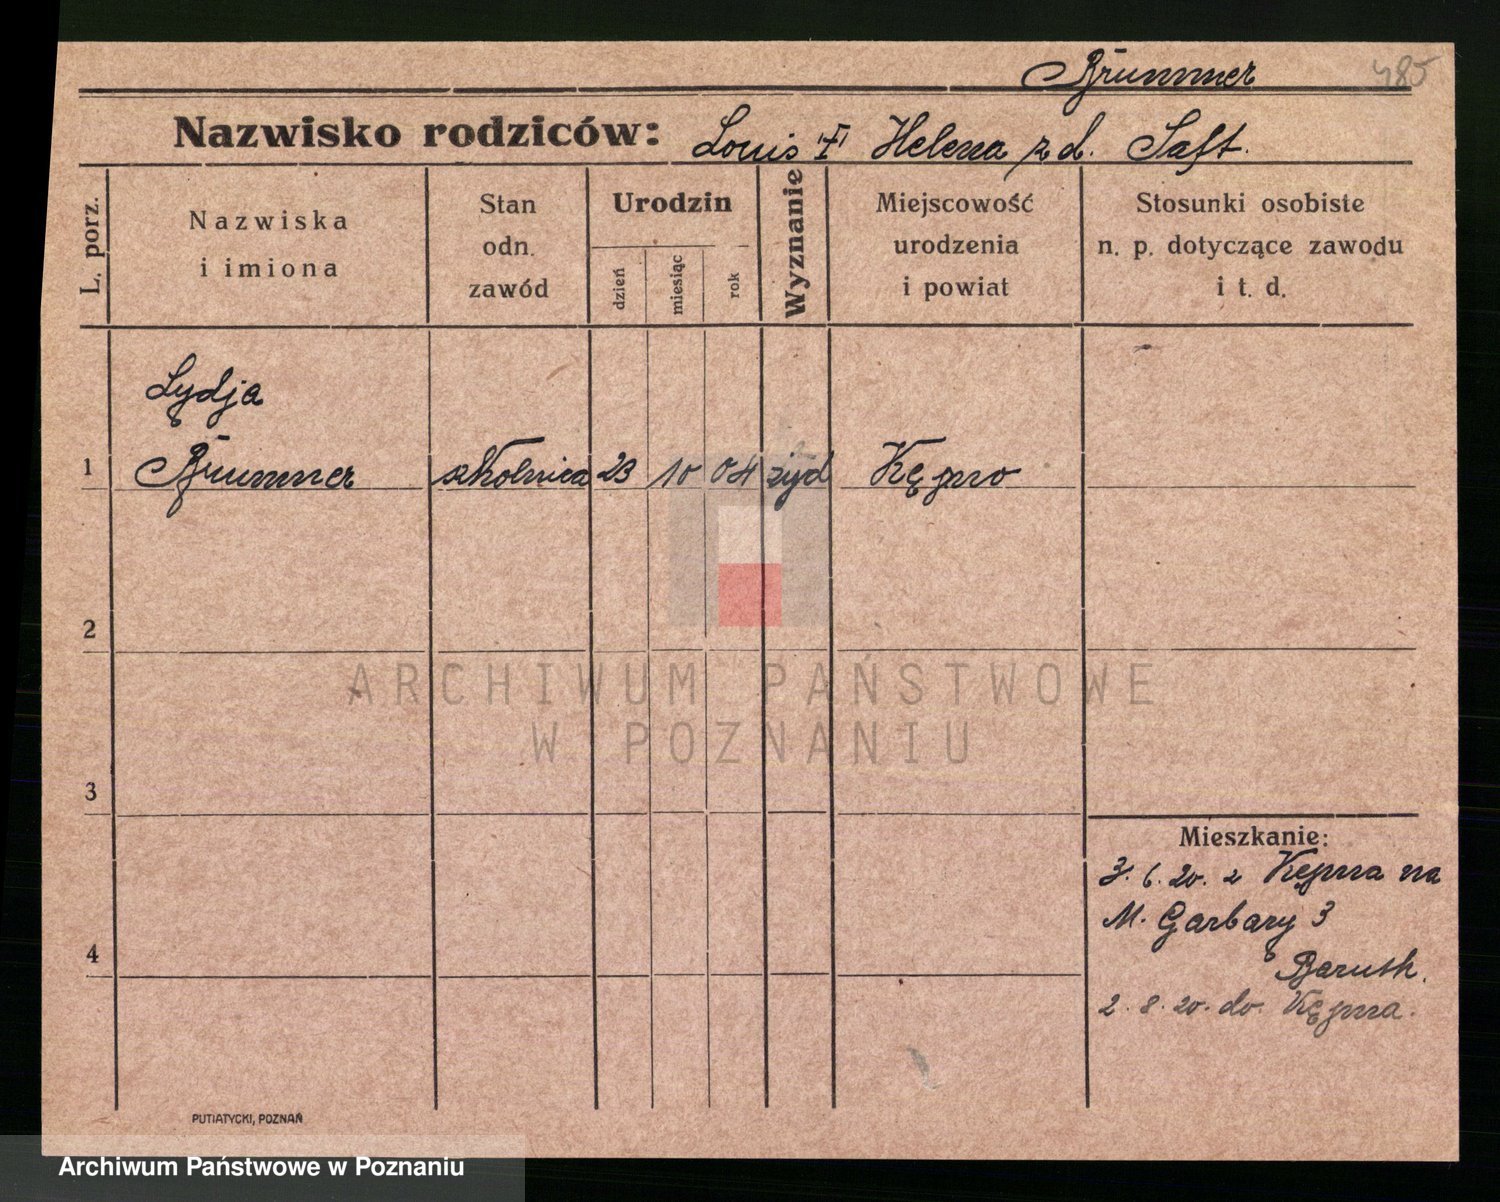 Brummer 485
Nazwisko rodziców: Louis "I" Helena z d. Saft.
L. porz.
Nazwiska
i imiona
Stan
odn.
zawód
Urodzin
dzień
miesiąc
rok
Wyznanie
Miejscowość
urodzenia
i powiat
Stosunki osobiste
n. p. dotyczące zawodu
i t. d.
Lydja
1 Brummer szkolnica 23 10 04 żyd Kępno
2
3
4
Mieszkanie:
3. 6. 20. z Kępna na
M. Garbary 3
Baruth.
2. 8. 20. do Kępna.
PUTIATYCKI, POZNAŃ
ARCHIWUM PAŃSTWOWE
W POZNANIU
Archiwum Państwowe w Poznaniu